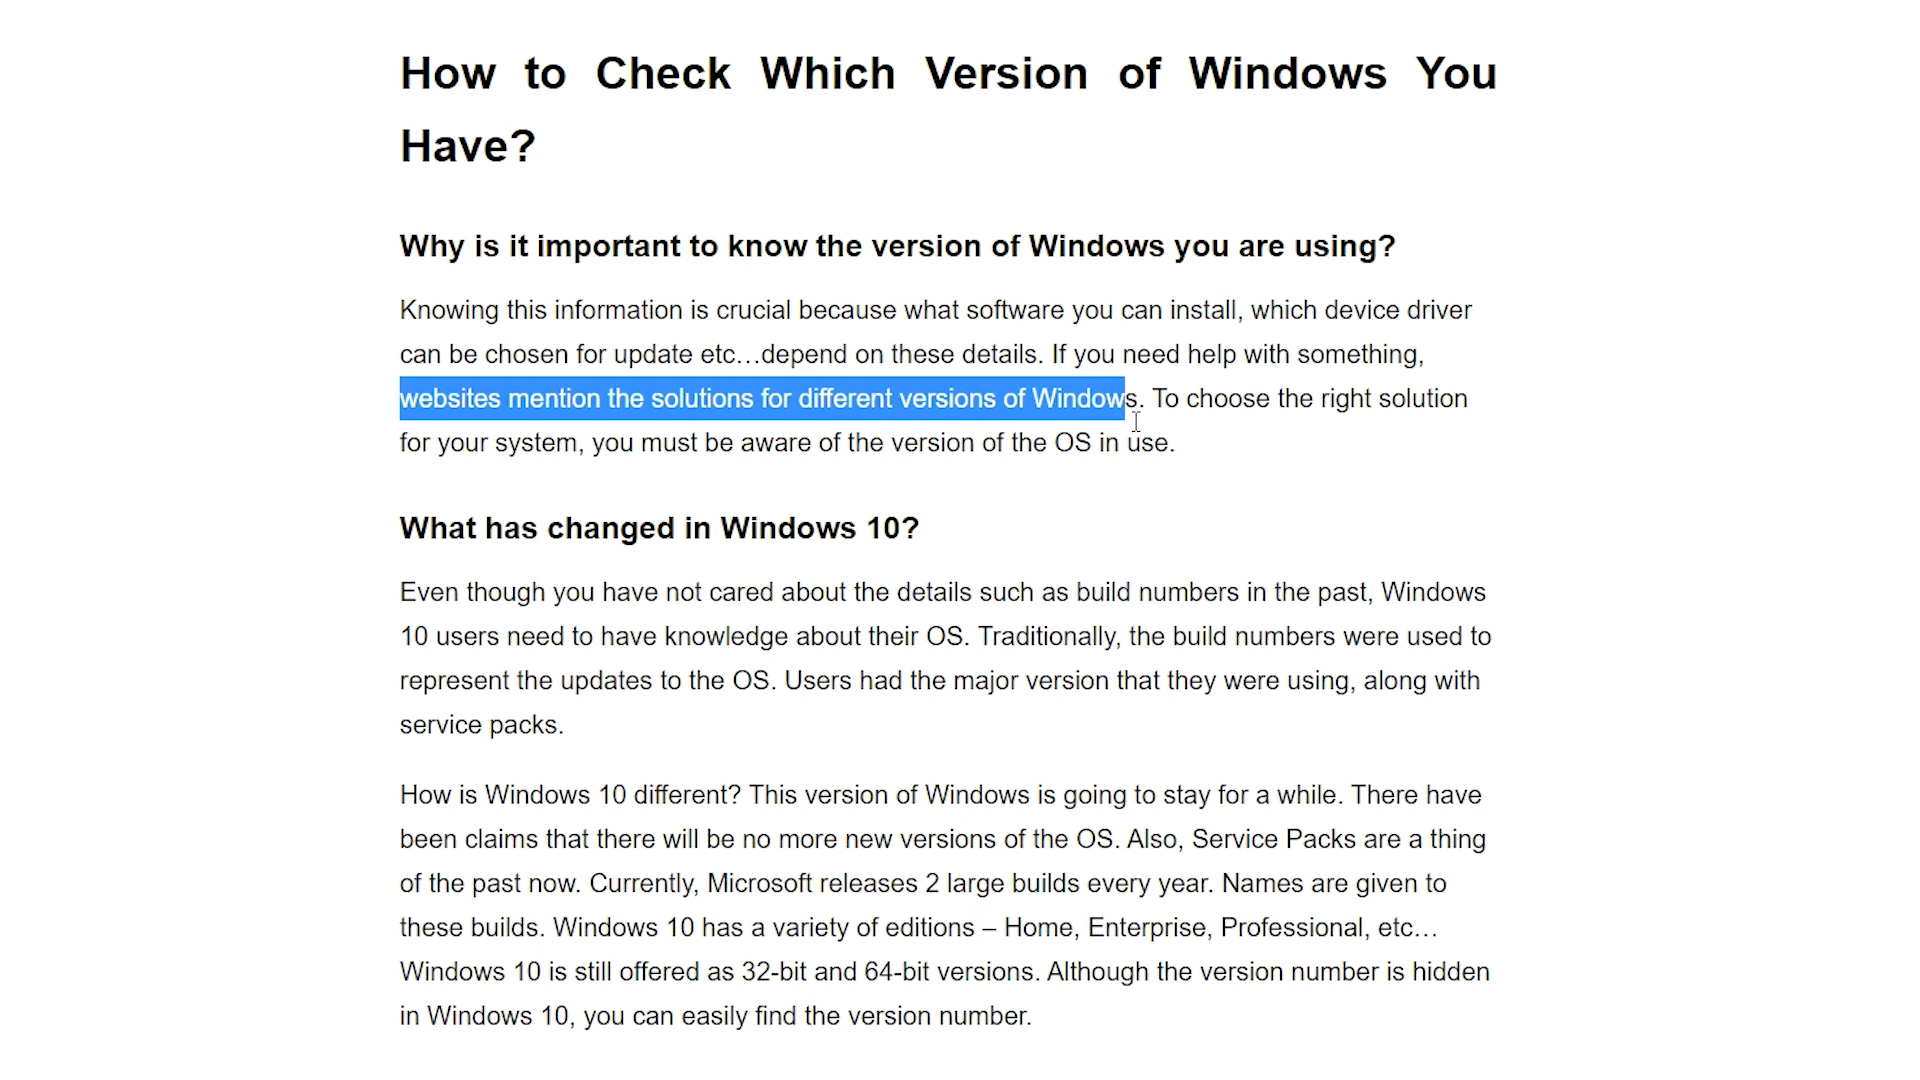 How to Check Which Version of Windows You
Have?
Why is it important to know the version of Windows you are using?
Knowing this information is crucial because what software you can install, which device driver
can be chosen for update etc…depend on these details. If you need help with something,
websites mention the solutions for different versions of Windows. To choose the right solution
for your system, you must be aware of the version of the OS in use.
What has changed in Windows 10?
Even though you have not cared about the details such as build numbers in the past, Windows
10 users need to have knowledge about their OS. Traditionally, the build numbers were used to
represent the updates to the OS. Users had the major version that they were using, along with
service packs.
How is Windows 10 different? This version of Windows is going to stay for a while. There have
been claims that there will be no more new versions of the OS. Also, Service Packs are a thing
of the past now. Currently, Microsoft releases 2 large builds every year. Names are given to
these builds. Windows 10 has a variety of editions – Home, Enterprise, Professional, etc…
Windows 10 is still offered as 32-bit and 64-bit versions. Although the version number is hidden
in Windows 10, you can easily find the version number.